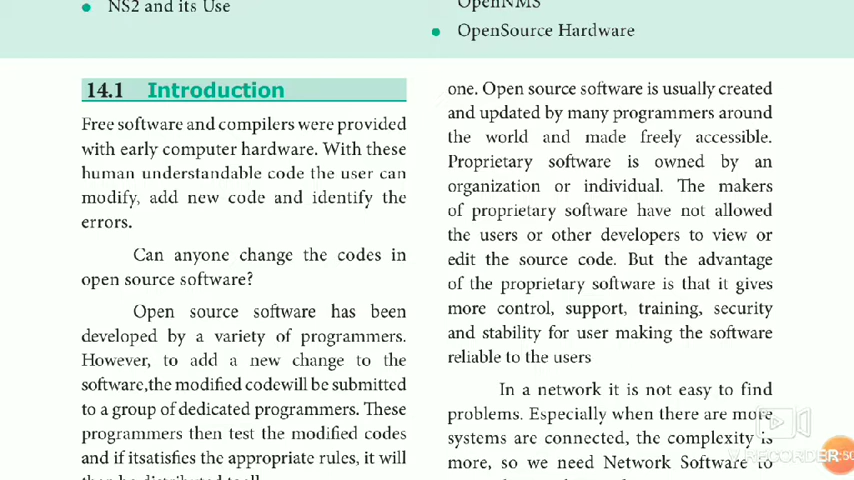 NS2 and its Use
OpenNMS
OpenSource Hardware
14.1 Introduction
Free software and compilers were provided
with early computer hardware. With these
human understandable code the user can
modify, add new code and identify the
errors.
Can anyone change the codes in
open source software?
Open source software has been
developed by a variety of programmers.
However, to add a new change to the
software,the modified codewill be submitted
to a group of dedicated programmers. These
programmers then test the modified codes
and if itsatisfies the appropriate rules, it will
one. Open source software is usually created
and updated by many programmers around
the world and made freely accessible.
Proprietary software is owned by an
organization or individual. The makers
of proprietary software have not allowed
the users or other developers to view or
edit the source code. But the advantage
of the proprietary software is that it gives
more control, support, training, security
and stability for user making the software
reliable to the users
In a network it is not easy to find
problems. Especially when there are more
systems are connected, the complexity is
more, so we need Network Software to
V RECORDER